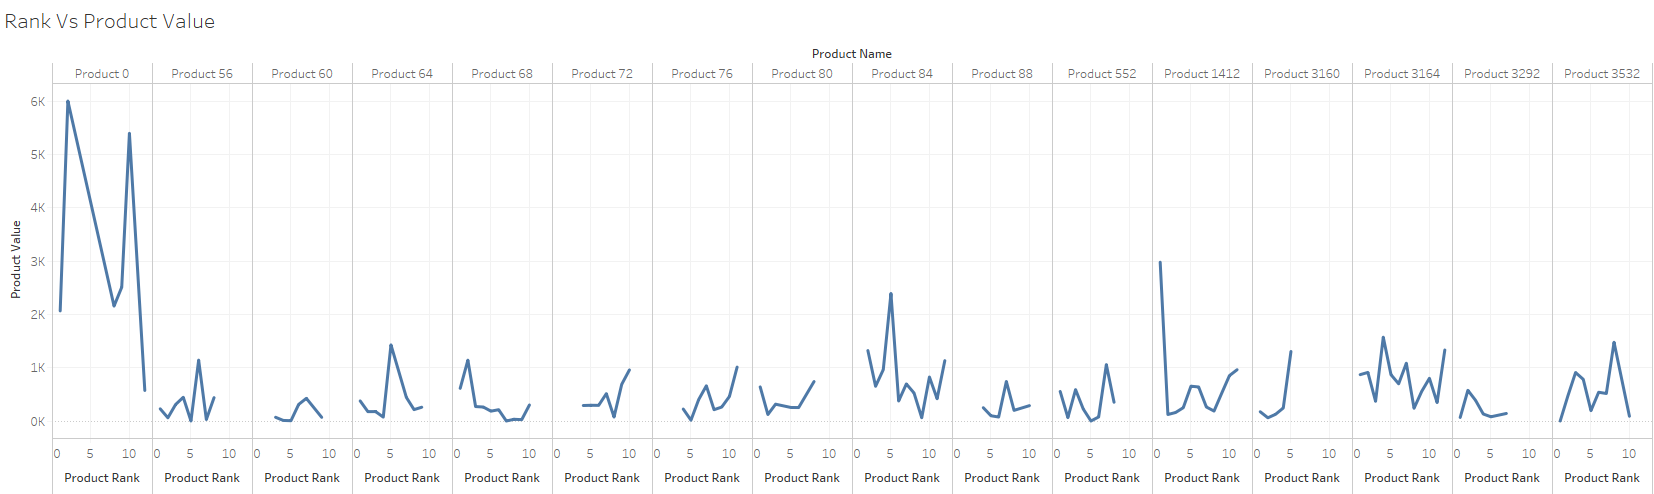 Rank Vs Product Value
Product Name
Product 0 Product 56 Product 60 Product 64 Product 68 Product 72 Product 76 Product 80 Product 84 Product 88 Product 552 Product 1412 Product 3160 Product 3164 Product 3292 Product 3532
6K
5K
4K
3K
2K
1K
0K
Product Value
0 5 10 0 5 10 0 5 10 0 5 10 0 5 10 0 5 10 0 5 10 0 5 10 0 5 10 0 5 10 0 5 10 0 5 10 0 5 10 0 5 10 0 5 10 0 5 10
Product Rank Product Rank Product Rank Product Rank Product Rank Product Rank Product Rank Product Rank Product Rank Product Rank Product Rank Product Rank Product Rank Product Rank Product Rank Product Rank